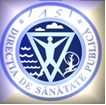 IAȘI
DIRECȚIA DE SĂNĂTATE PUBLICĂ